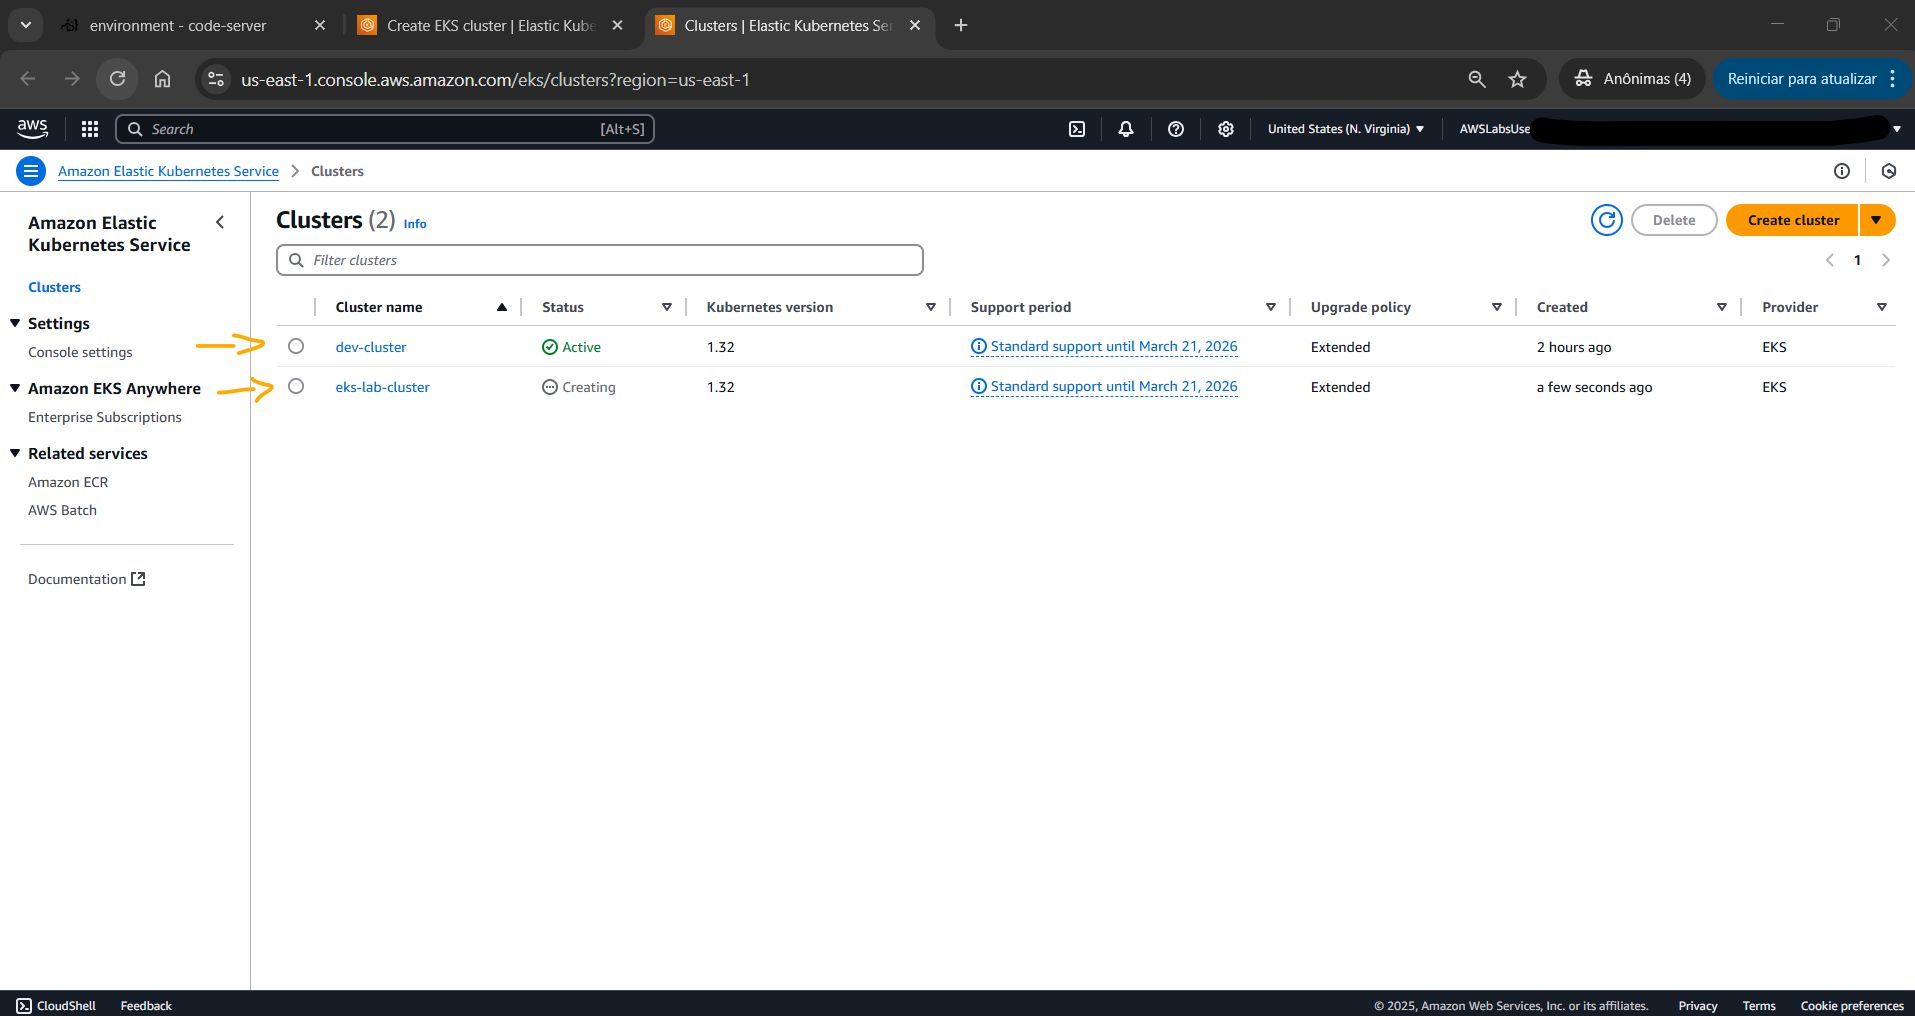 environment - code-server
Create EKS cluster | Elastic Kube
Clusters | Elastic Kubernetes Ser
us-east-1.console.aws.amazon.com/eks/clusters?region=us-east-1
Anônimas (4)
Reiniciar para atualizar
aws
Search
[Alt+S]
United States (N. Virginia)
AWSLabsUse
Amazon Elastic Kubernetes Service
Clusters
Amazon Elastic
Kubernetes Service
Clusters
Settings
Console settings
Amazon EKS Anywhere
Enterprise Subscriptions
Related services
Amazon ECR
AWS Batch
Documentation
Clusters (2) Info
Delete
Create cluster
Filter clusters
1
Cluster name Status Kubernetes version Support period Upgrade policy Created Provider
dev-cluster Active 1.32 Standard support until March 21, 2026 Extended 2 hours ago EKS
eks-lab-cluster Creating 1.32 Standard support until March 21, 2026 Extended a few seconds ago EKS
CloudShell Feedback © 2025, Amazon Web Services, Inc. or its affiliates. Privacy Terms Cookie preferences